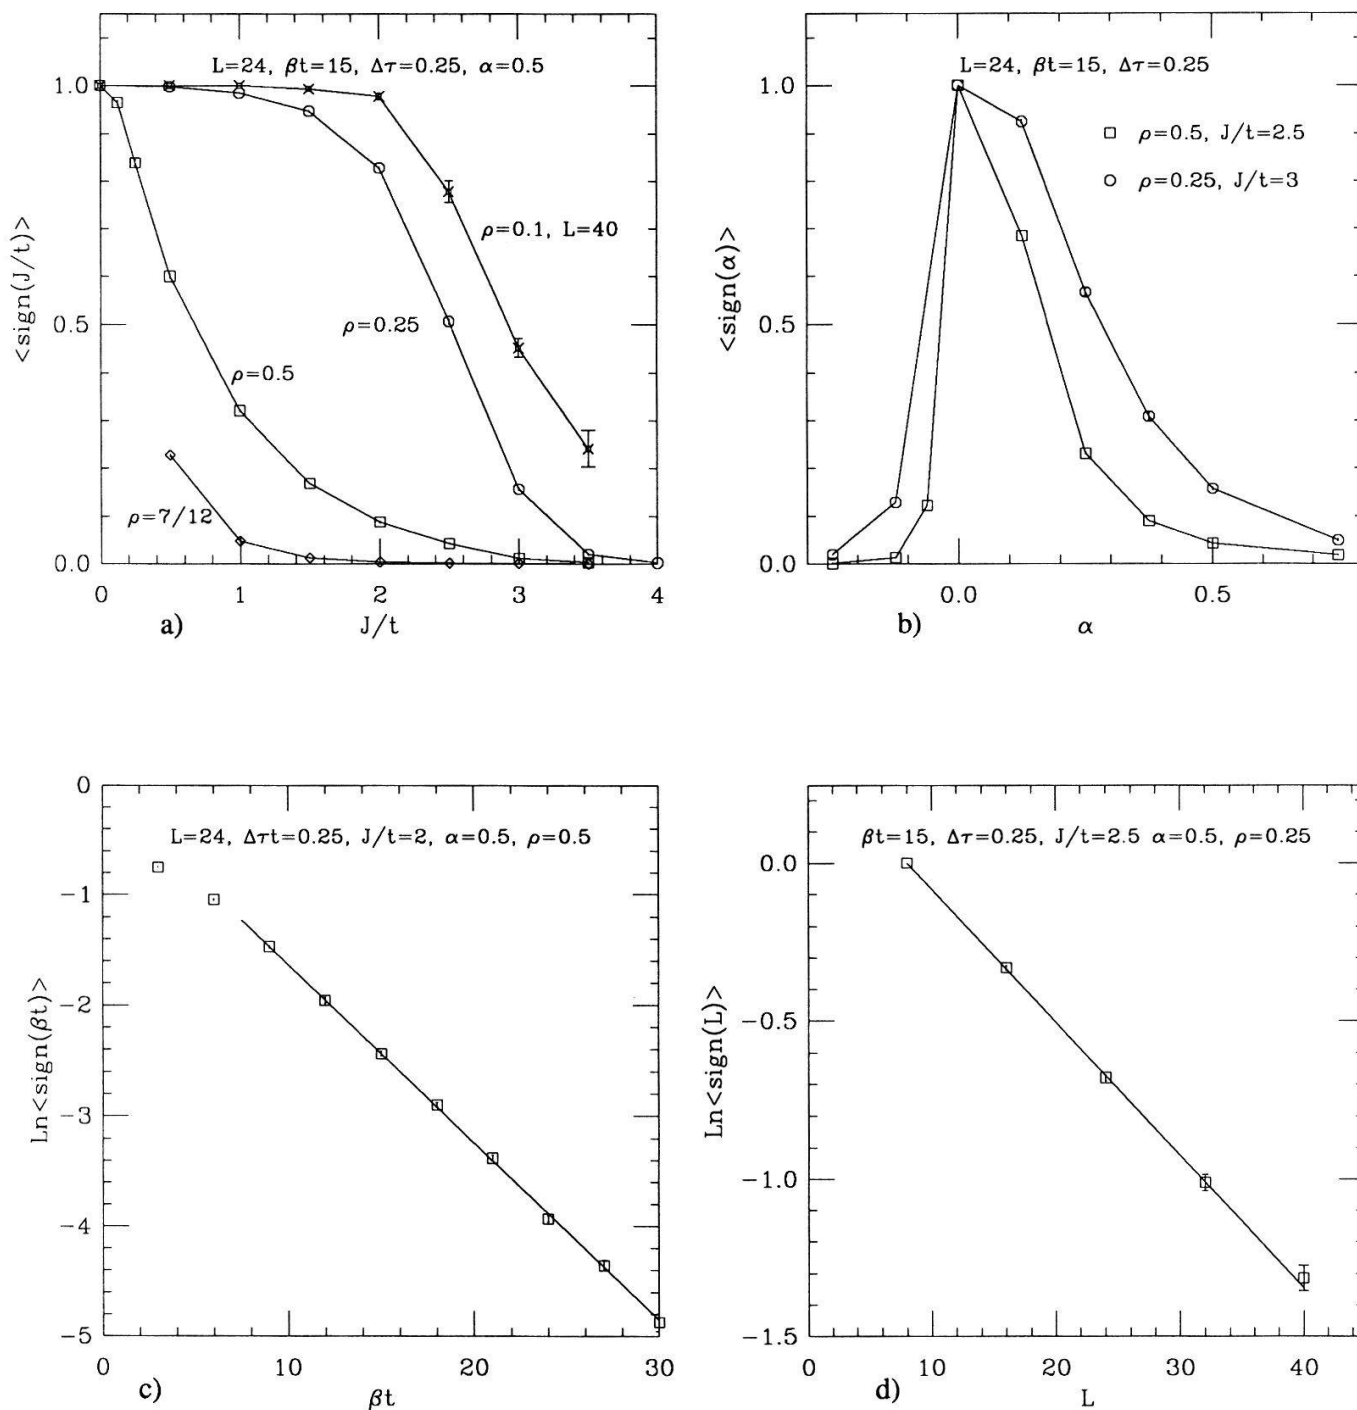 L=24, βt=15, Δτ=0.25, α=0.5
1.0
0.5
0.0
<sign(J/t)>
ρ=0.1, L=40
ρ=0.25
ρ=0.5
ρ=7/12
0 1 2 3 4
a) J/t
L=24, βt=15, Δτ=0.25
ρ=0.5, J/t=2.5
ρ=0.25, J/t=3
1.0
0.5
0.0
<sign(α)>
0.0 0.5
b) α
L=24, Δτt=0.25, J/t=2, α=0.5, ρ=0.5
0
−1
−2
−3
−4
−5
Ln<sign(βt)>
0 10 20 30
c) βt
βt=15, Δτ=0.25, J/t=2.5 α=0.5, ρ=0.25
0.0
−0.5
−1.0
−1.5
Ln<sign(L)>
0 10 20 30 40
d) L